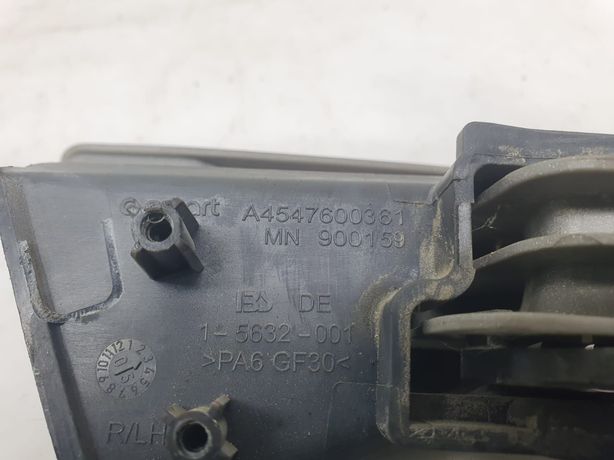 smart A4547600361
MN 900159
DE
1-5632-001
>PA6 GF30<
R/LH